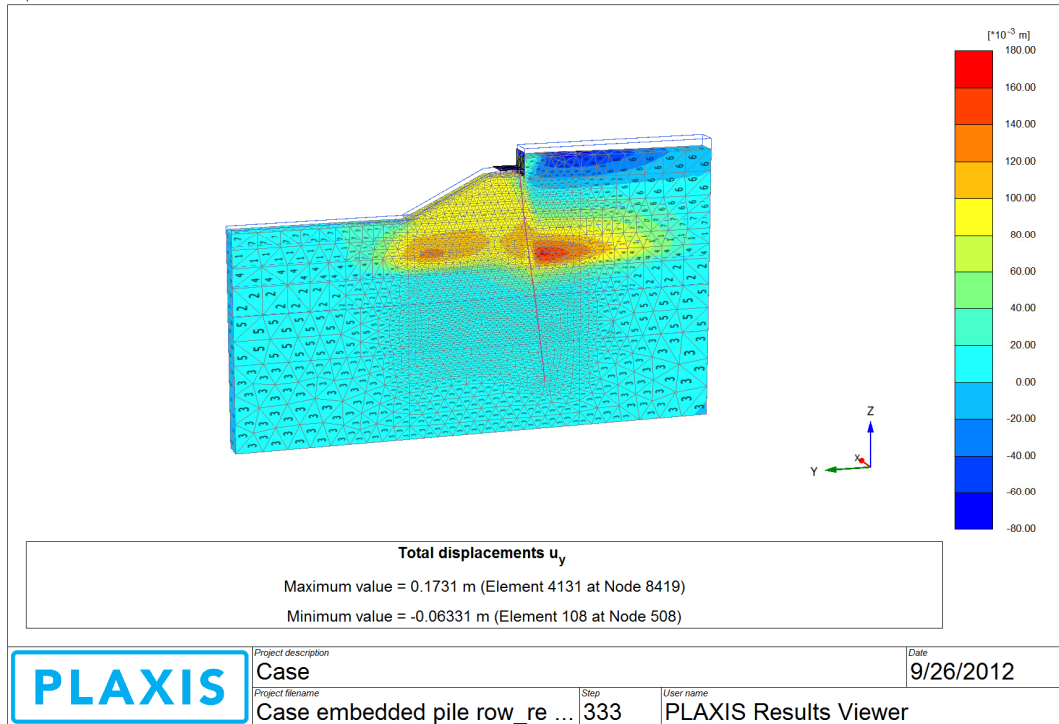 [*10⁻³ m]
180.00
160.00
140.00
120.00
100.00
80.00
60.00
40.00
20.00
0.00
-20.00
-40.00
-60.00
-80.00
Z
Y
X
Total displacements uy
Maximum value = 0.1731 m (Element 4131 at Node 8419)
Minimum value = -0.06331 m (Element 108 at Node 508)
PLAXIS
Project description
Case
Date
9/26/2012
Project filename
Case embedded pile row_re ...
Step
333
User name
PLAXIS Results Viewer